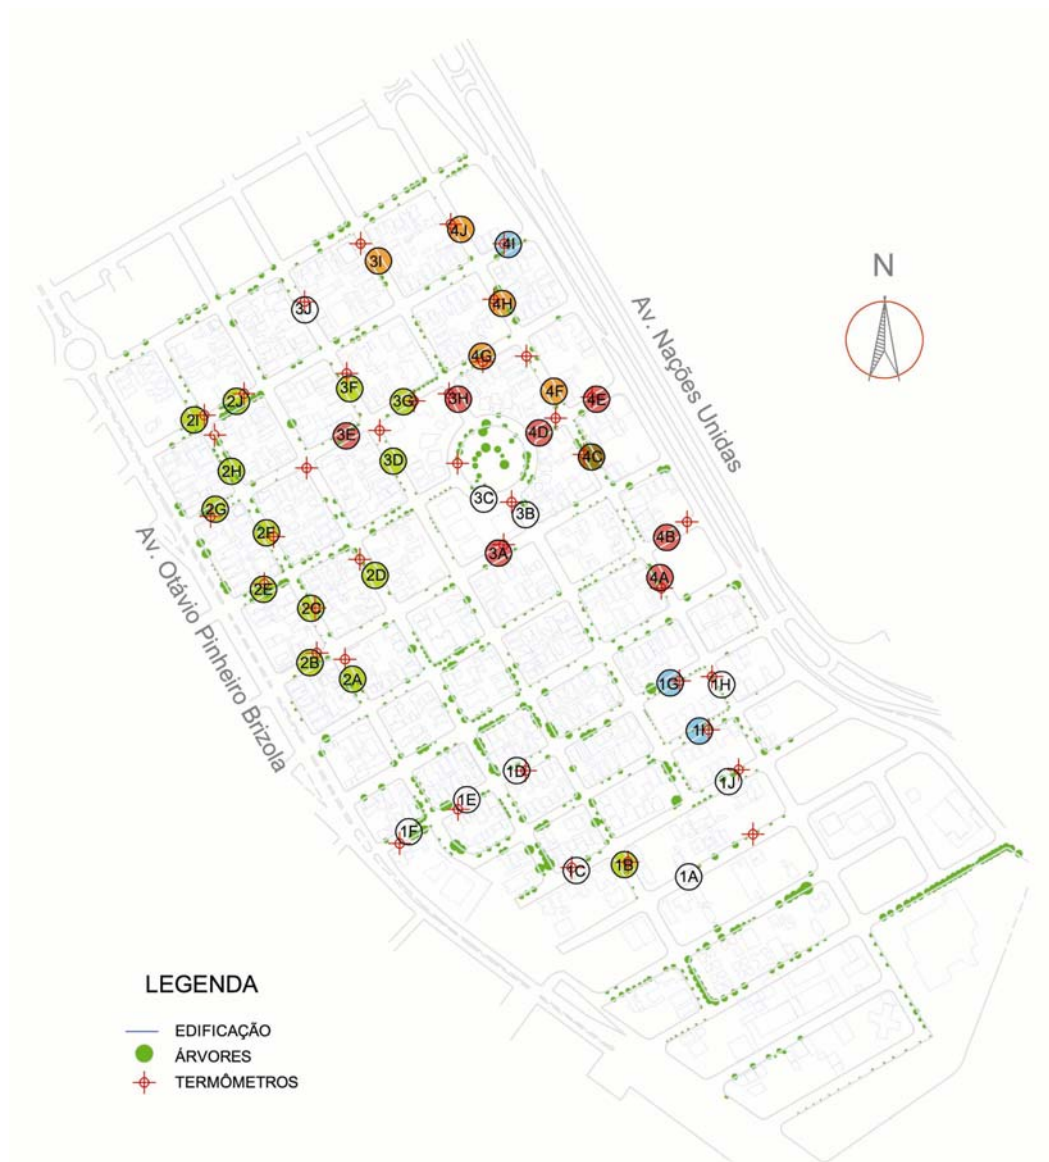 4J
4I
3I
N
4H
3J
Av. Nações Unidas
4G
3F
4F
3G
3H
4E
2J
2I
3E
4D
4C
3D
2H
3C
2G
3B
2F
4B
3A
Av. Otávio Pinheiro Brizola
2D
4A
2E
2C
2B
2A
1G
1H
1I
1D
1J
1E
1F
1B
1C
1A
LEGENDA
EDIFICAÇÃO
ÁRVORES
TERMÔMETROS